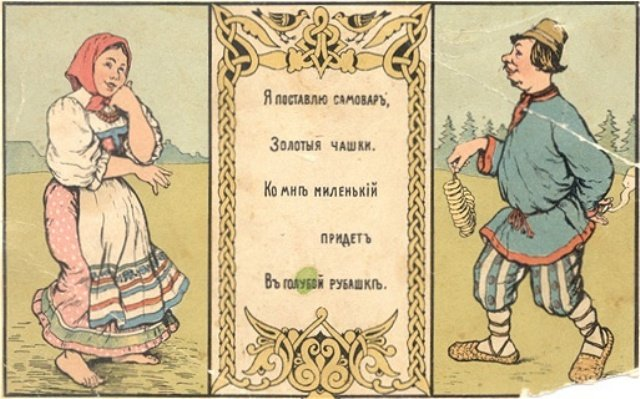 Я поставлю самоваръ,
Золотыя чашки.
Ко мнѣ миленькій
придетъ
Въ голубой рубашкѣ.